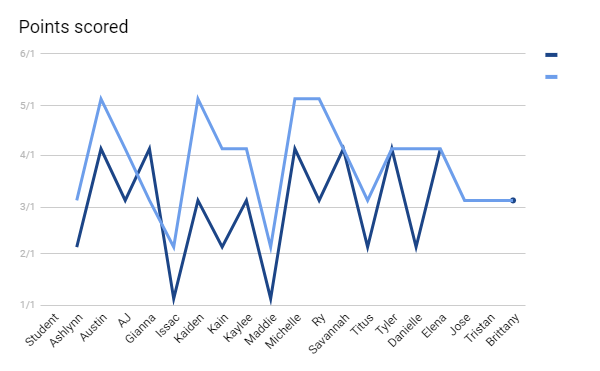 Points scored
6/1
5/1
4/1
3/1
2/1
1/1
Student
Ashlynn
Austin
AJ
Gianna
Issac
Kaiden
Kain
Kaylee
Maddie
Michelle
Ry
Savannah
Titus
Tyler
Danielle
Elena
Jose
Tristan
Brittany